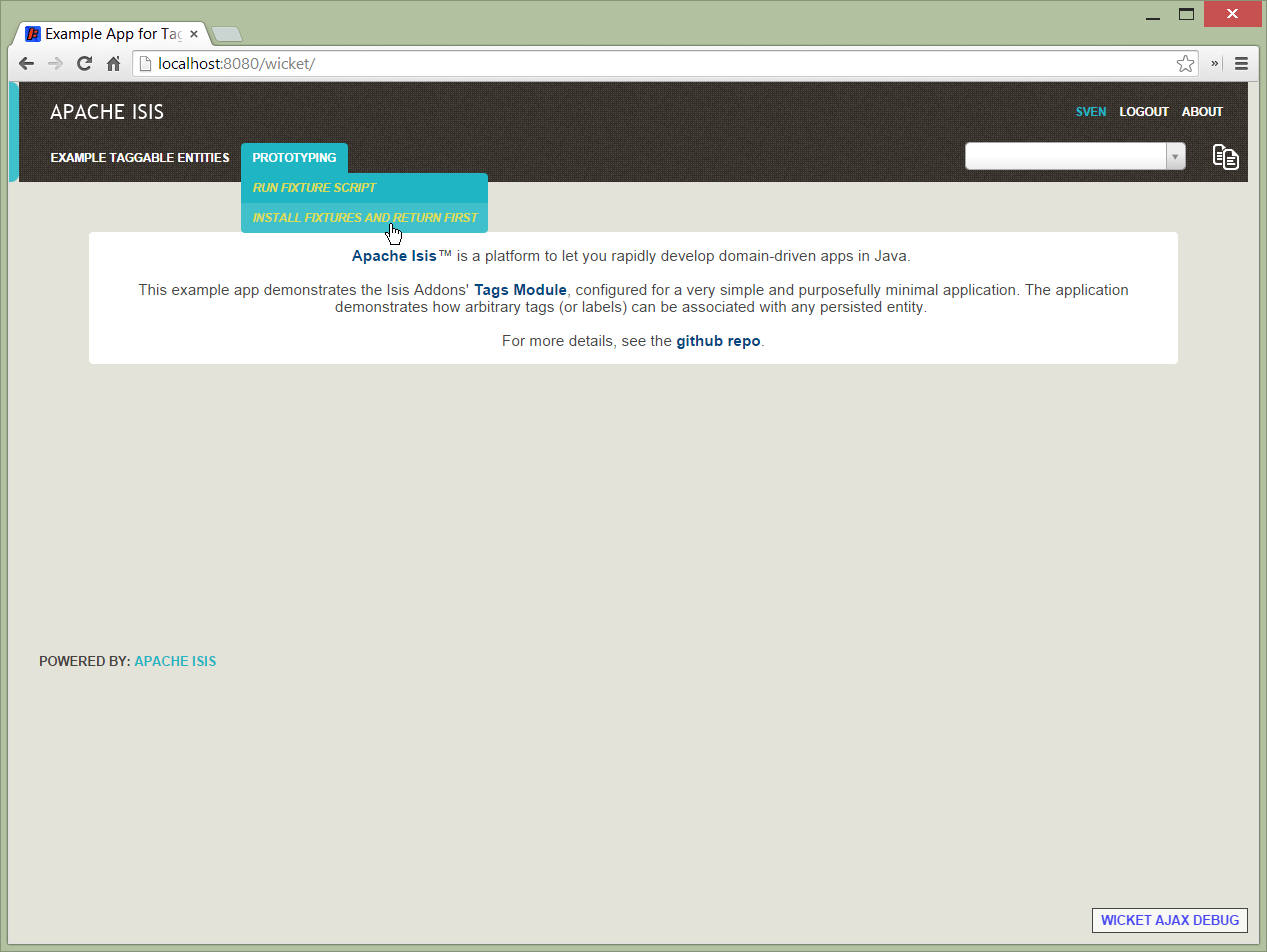 Example App for Tag
localhost:8080/wicket/
»
APACHE ISIS
SVEN LOGOUT ABOUT
EXAMPLE TAGGABLE ENTITIES PROTOTYPING
RUN FIXTURE SCRIPT
INSTALL FIXTURES AND RETURN FIRST
Apache Isis™ is a platform to let you rapidly develop domain-driven apps in Java.
This example app demonstrates the Isis Addons' Tags Module, configured for a very simple and purposefully minimal application. The application
demonstrates how arbitrary tags (or labels) can be associated with any persisted entity.
For more details, see the github repo.
POWERED BY: APACHE ISIS
WICKET AJAX DEBUG